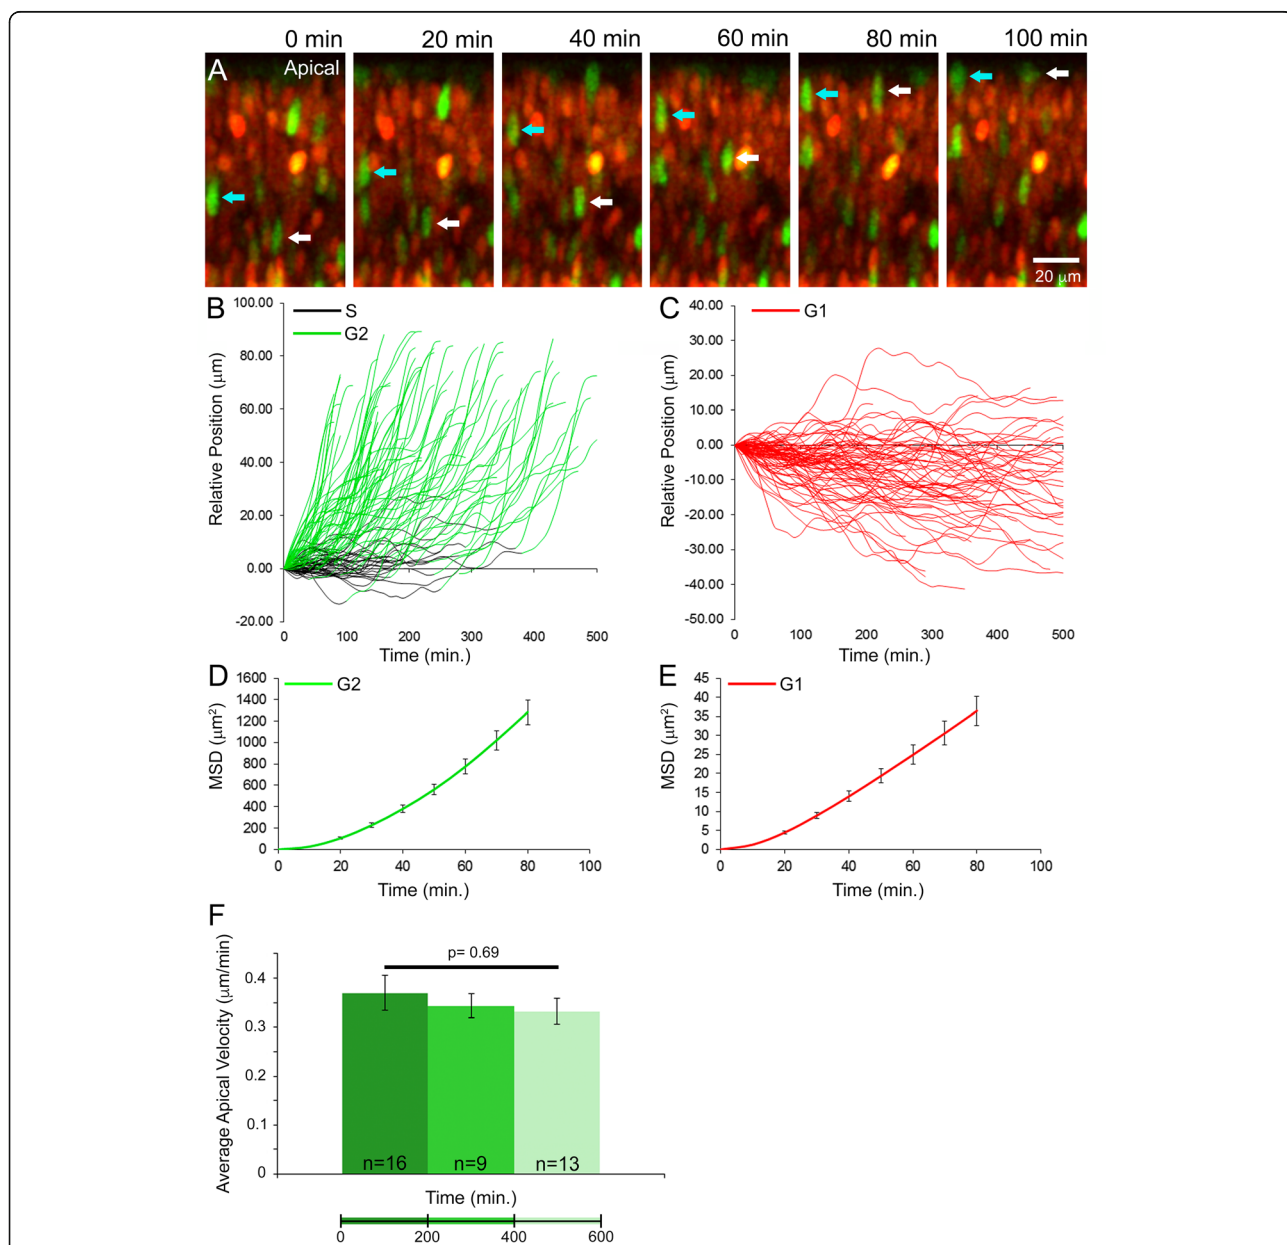 0 min 20 min 40 min 60 min 80 min 100 min
A Apical
20 μm
B
S
G2
Relative Position (μm)
100.00
80.00
60.00
40.00
20.00
0.00
-20.00
0 100 200 300 400 500
Time (min.)
C
G1
Relative Position (μm)
40.00
30.00
20.00
10.00
0.00
-10.00
-20.00
-30.00
-40.00
-50.00
0 100 200 300 400 500
Time (min.)
D
G2
MSD (μm²)
1600
1400
1200
1000
800
600
400
200
0
0 20 40 60 80 100
Time (min.)
E
G1
MSD (μm²)
45
40
35
30
25
20
15
10
5
0
0 20 40 60 80 100
Time (min.)
F
p= 0.69
Average Apical Velocity (μm/min)
0.4
0.3
0.2
0.1
0
n=16 n=9 n=13
Time (min.)
0 200 400 600